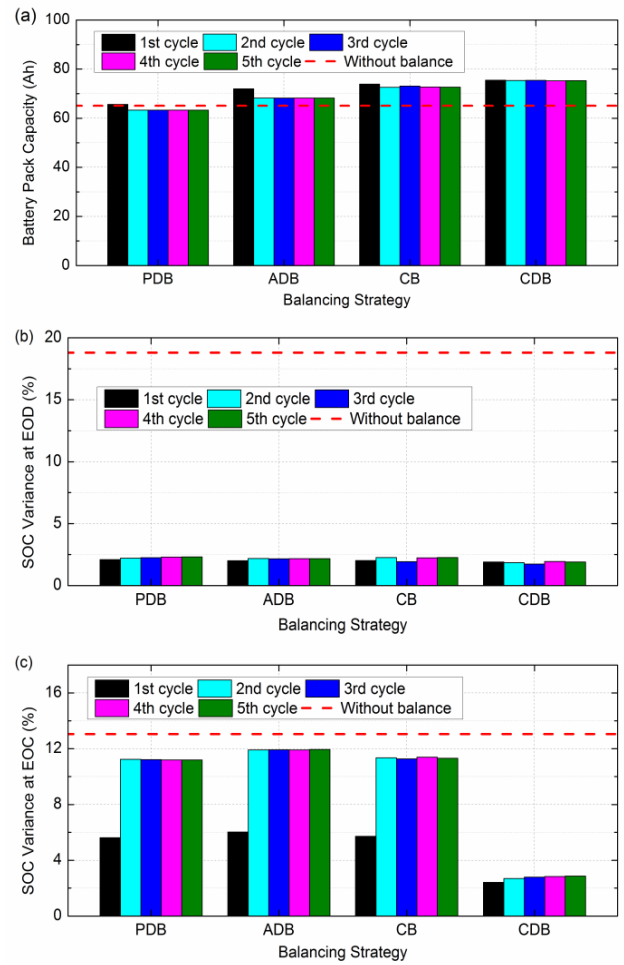 (a)
100
80
60
40
20
0
Battery Pack Capacity (Ah)
1st cycle 2nd cycle 3rd cycle
4th cycle 5th cycle Without balance
PDB ADB CB CDB
Balancing Strategy
(b)
20
15
10
5
0
SOC Variance at EOD (%)
1st cycle 2nd cycle 3rd cycle
4th cycle 5th cycle Without balance
PDB ADB CB CDB
Balancing Strategy
(c)
16
12
8
4
0
SOC Variance at EOC (%)
1st cycle 2nd cycle 3rd cycle
4th cycle 5th cycle Without balance
PDB ADB CB CDB
Balancing Strategy